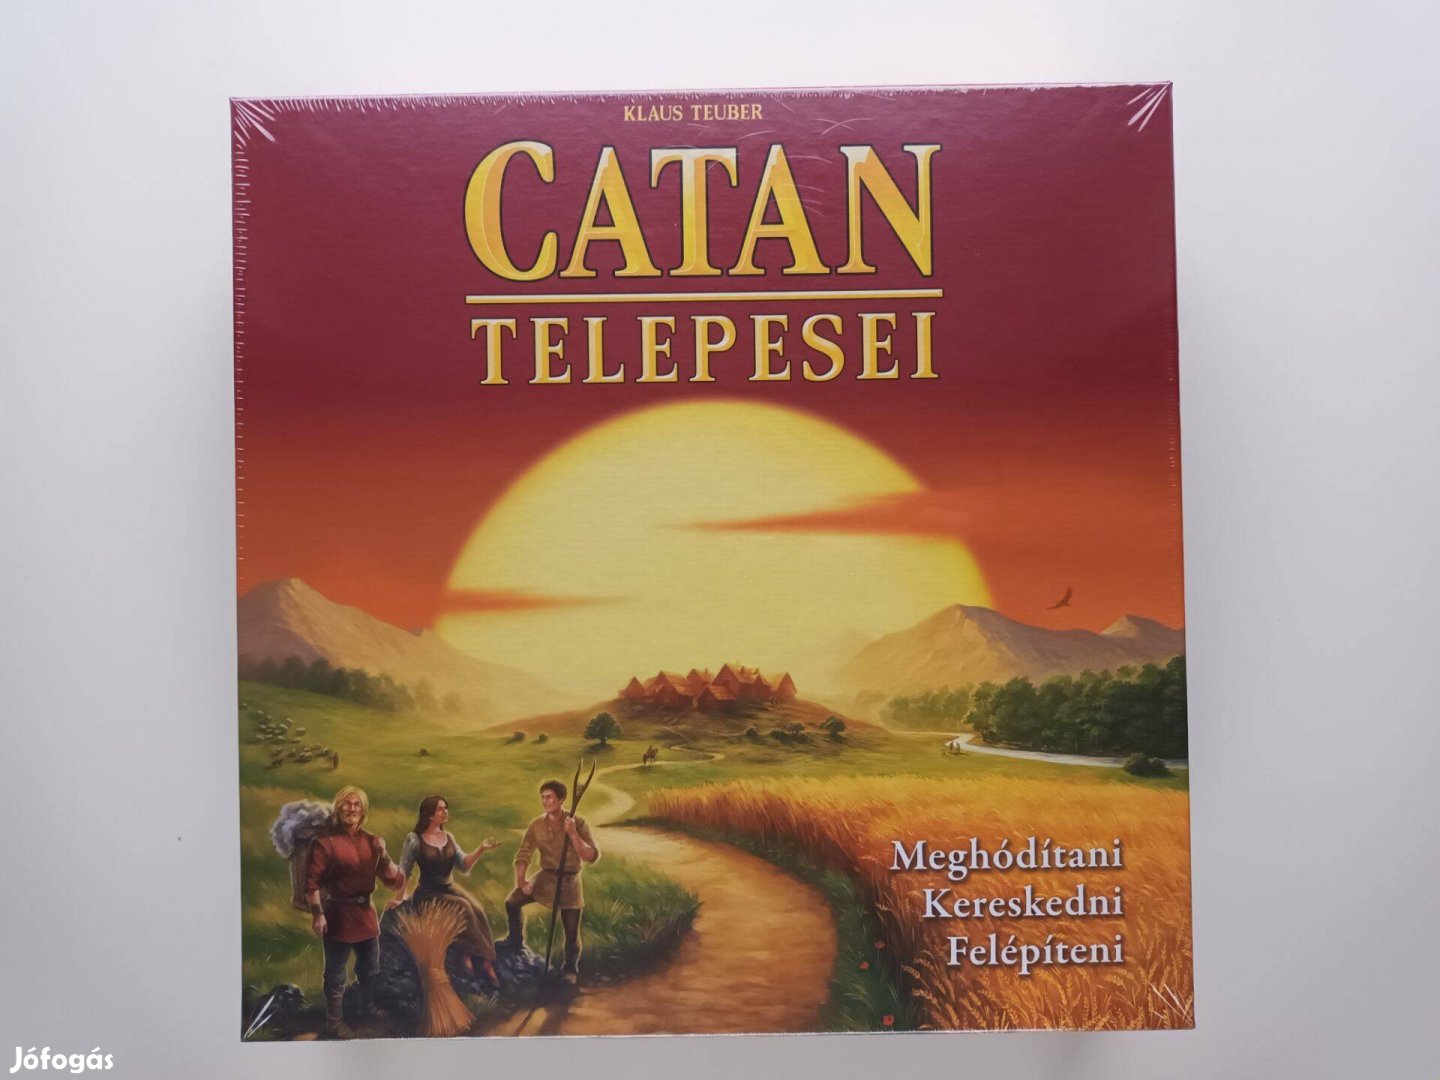 KLAUS TEUBER
CATAN
TELEPESEI
Meghódítani
Kereskedni
Felépíteni
Jófogás